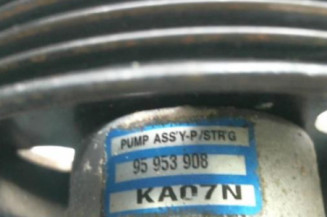 PUMP ASS'Y-P/STR'G
95 953 908
KA07N